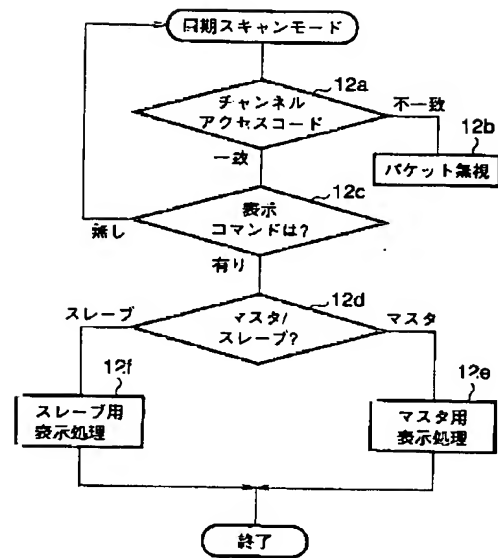 同期スキャンモード
12a
チャンネル
アクセスコード
不一致
12b
一致
パケット無視
12c
表示
コマンドは?
無し
有り
12d
スレーブ
マスタ/
スレーブ?
マスタ
12f
12e
スレーブ用
表示処理
マスタ用
表示処理
終了